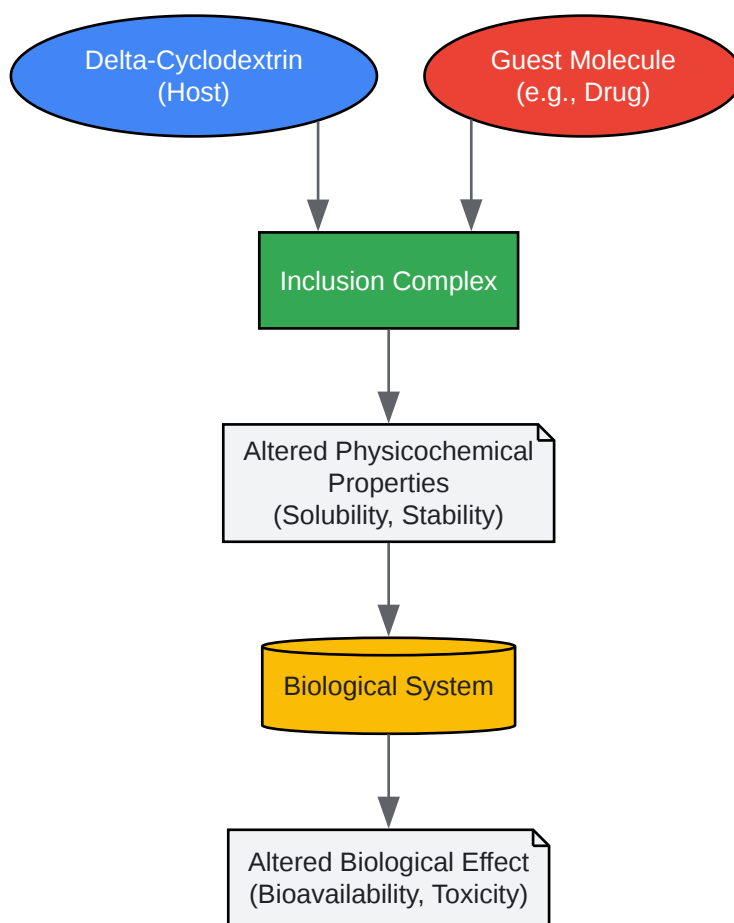 Delta-Cyclodextrin
(Host)
Guest Molecule
(e.g., Drug)
Inclusion Complex
Altered Physicochemical
Properties
(Solubility, Stability)
Biological System
Altered Biological Effect
(Bioavailability, Toxicity)